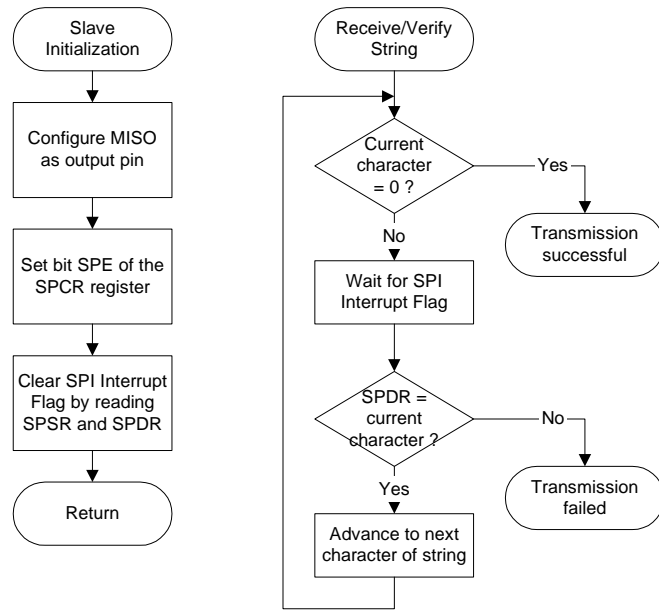 Slave
Initialization
Configure MISO
as output pin
Set bit SPE of the
SPCR register
Clear SPI Interrupt
Flag by reading
SPSR and SPDR
Return
Receive/Verify
String
Current
character
= 0 ?
Yes
Transmission
successful
No
Wait for SPI
Interrupt Flag
SPDR =
current
character ?
No
Transmission
failed
Yes
Advance to next
character of string